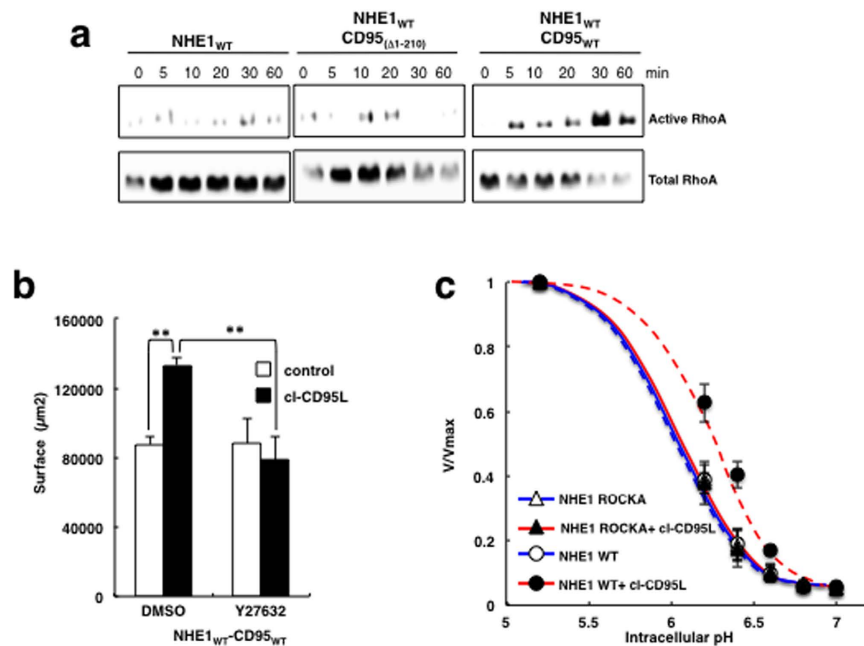 a
NHE1WT
NHE1WT
CD95(Δ1-210)
NHE1WT
CD95WT
0 5 10 20 30 60
0 5 10 20 30 60
0 5 10 20 30 60 min
Active RhoA
Total RhoA
b
160000
120000
80000
40000
0
Surface (µm2)
**
**
control
cl-CD95L
DMSO
Y27632
NHE1WT-CD95WT
c
1
0.8
0.6
0.4
0.2
0
V/Vmax
NHE1 ROCKA
NHE1 ROCKA+ cl-CD95L
NHE1 WT
NHE1 WT+ cl-CD95L
5 5.5 6 6.5 7
Intracellular pH